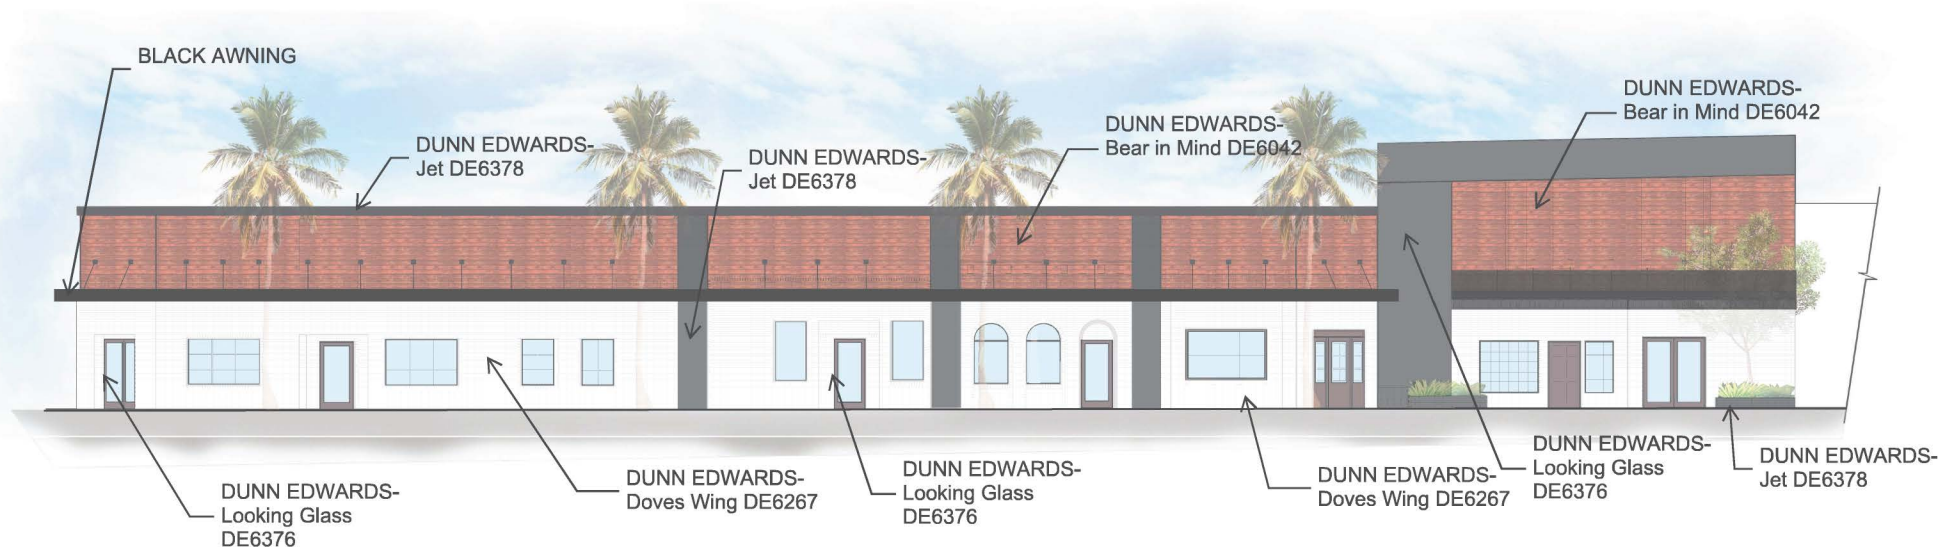 BLACK AWNING
DUNN EDWARDS-
Jet DE6378
DUNN EDWARDS-
Jet DE6378
DUNN EDWARDS-
Bear in Mind DE6042
DUNN EDWARDS-
Bear in Mind DE6042
DUNN EDWARDS-
Looking Glass
DE6376
DUNN EDWARDS-
Doves Wing DE6267
DUNN EDWARDS-
Looking Glass
DE6376
DUNN EDWARDS-
Doves Wing DE6267
DUNN EDWARDS-
Looking Glass
DE6376
DUNN EDWARDS-
Jet DE6378